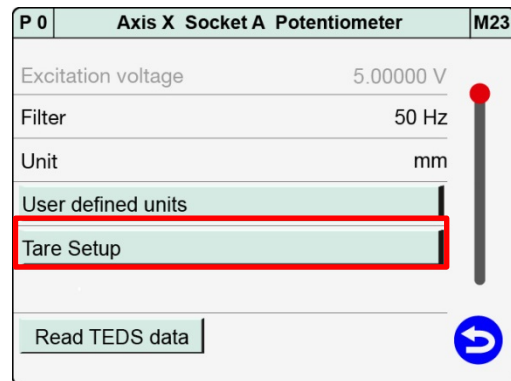 P 0 Axis X Socket A Potentiometer M23
Excitation voltage 5.00000 V
Filter 50 Hz
Unit mm
User defined units
Tare Setup
Read TEDS data